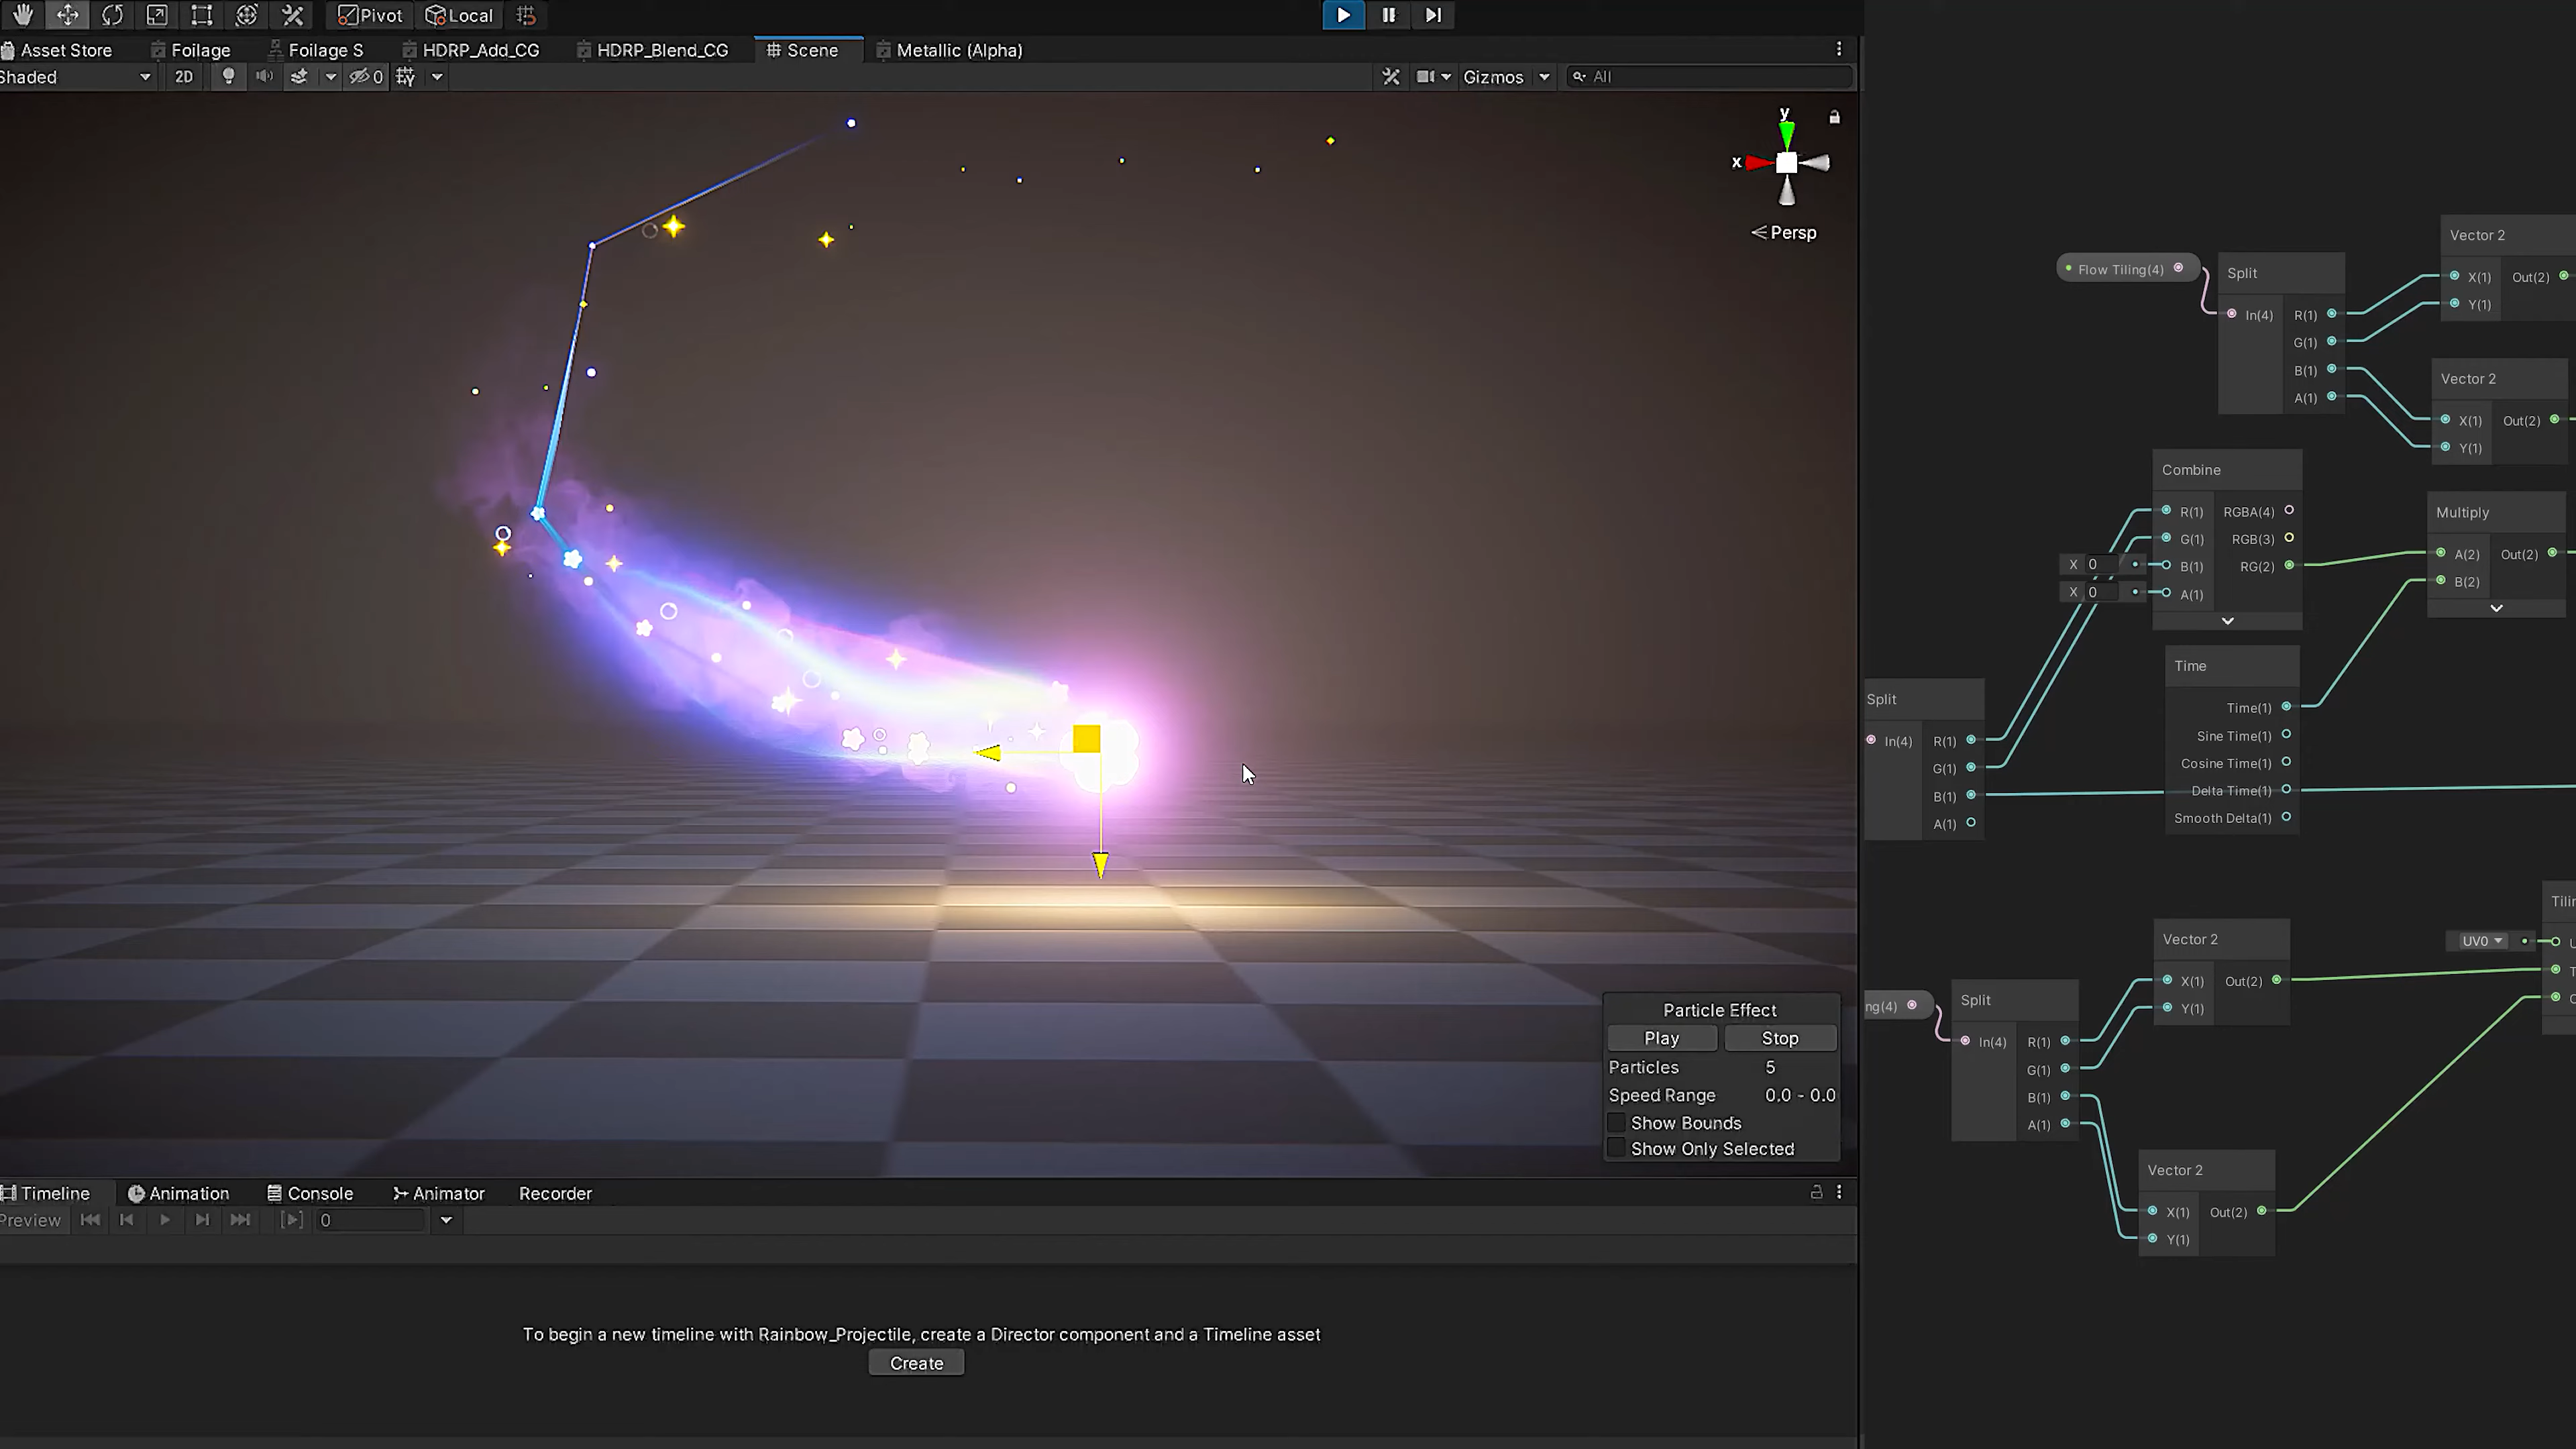 Pivot
Local
Asset Store
Foilage
Foilage S
HDRP_Add_CG
HDRP_Blend_CG
Scene
Metallic (Alpha)
Shaded
2D
0
Gizmos
All
y
x
Persp
Particle Effect
Play
Stop
Particles 5
Speed Range 0.0 - 0.0
Show Bounds
Show Only Selected
Timeline
Animation
Console
Animator
Recorder
Preview
0
To begin a new timeline with Rainbow_Projectile, create a Director component and a Timeline asset
Create
Flow Tiling(4)
Split
In(4)
R(1)
G(1)
B(1)
A(1)
Vector 2
X(1) Out(2)
Y(1)
Vector 2
X(1) Out(2)
Y(1)
Combine
R(1) RGBA(4)
G(1) RGB(3)
X 0 B(1) RG(2)
X 0 A(1)
Multiply
A(2) Out(2)
B(2)
Time
Time(1)
Sine Time(1)
Cosine Time(1)
Delta Time(1)
Smooth Delta(1)
Split
In(4) R(1)
G(1)
B(1)
A(1)
ng(4)
Split
In(4) R(1)
G(1)
B(1)
A(1)
Vector 2
X(1) Out(2)
Y(1)
Vector 2
X(1) Out(2)
Y(1)
UV0